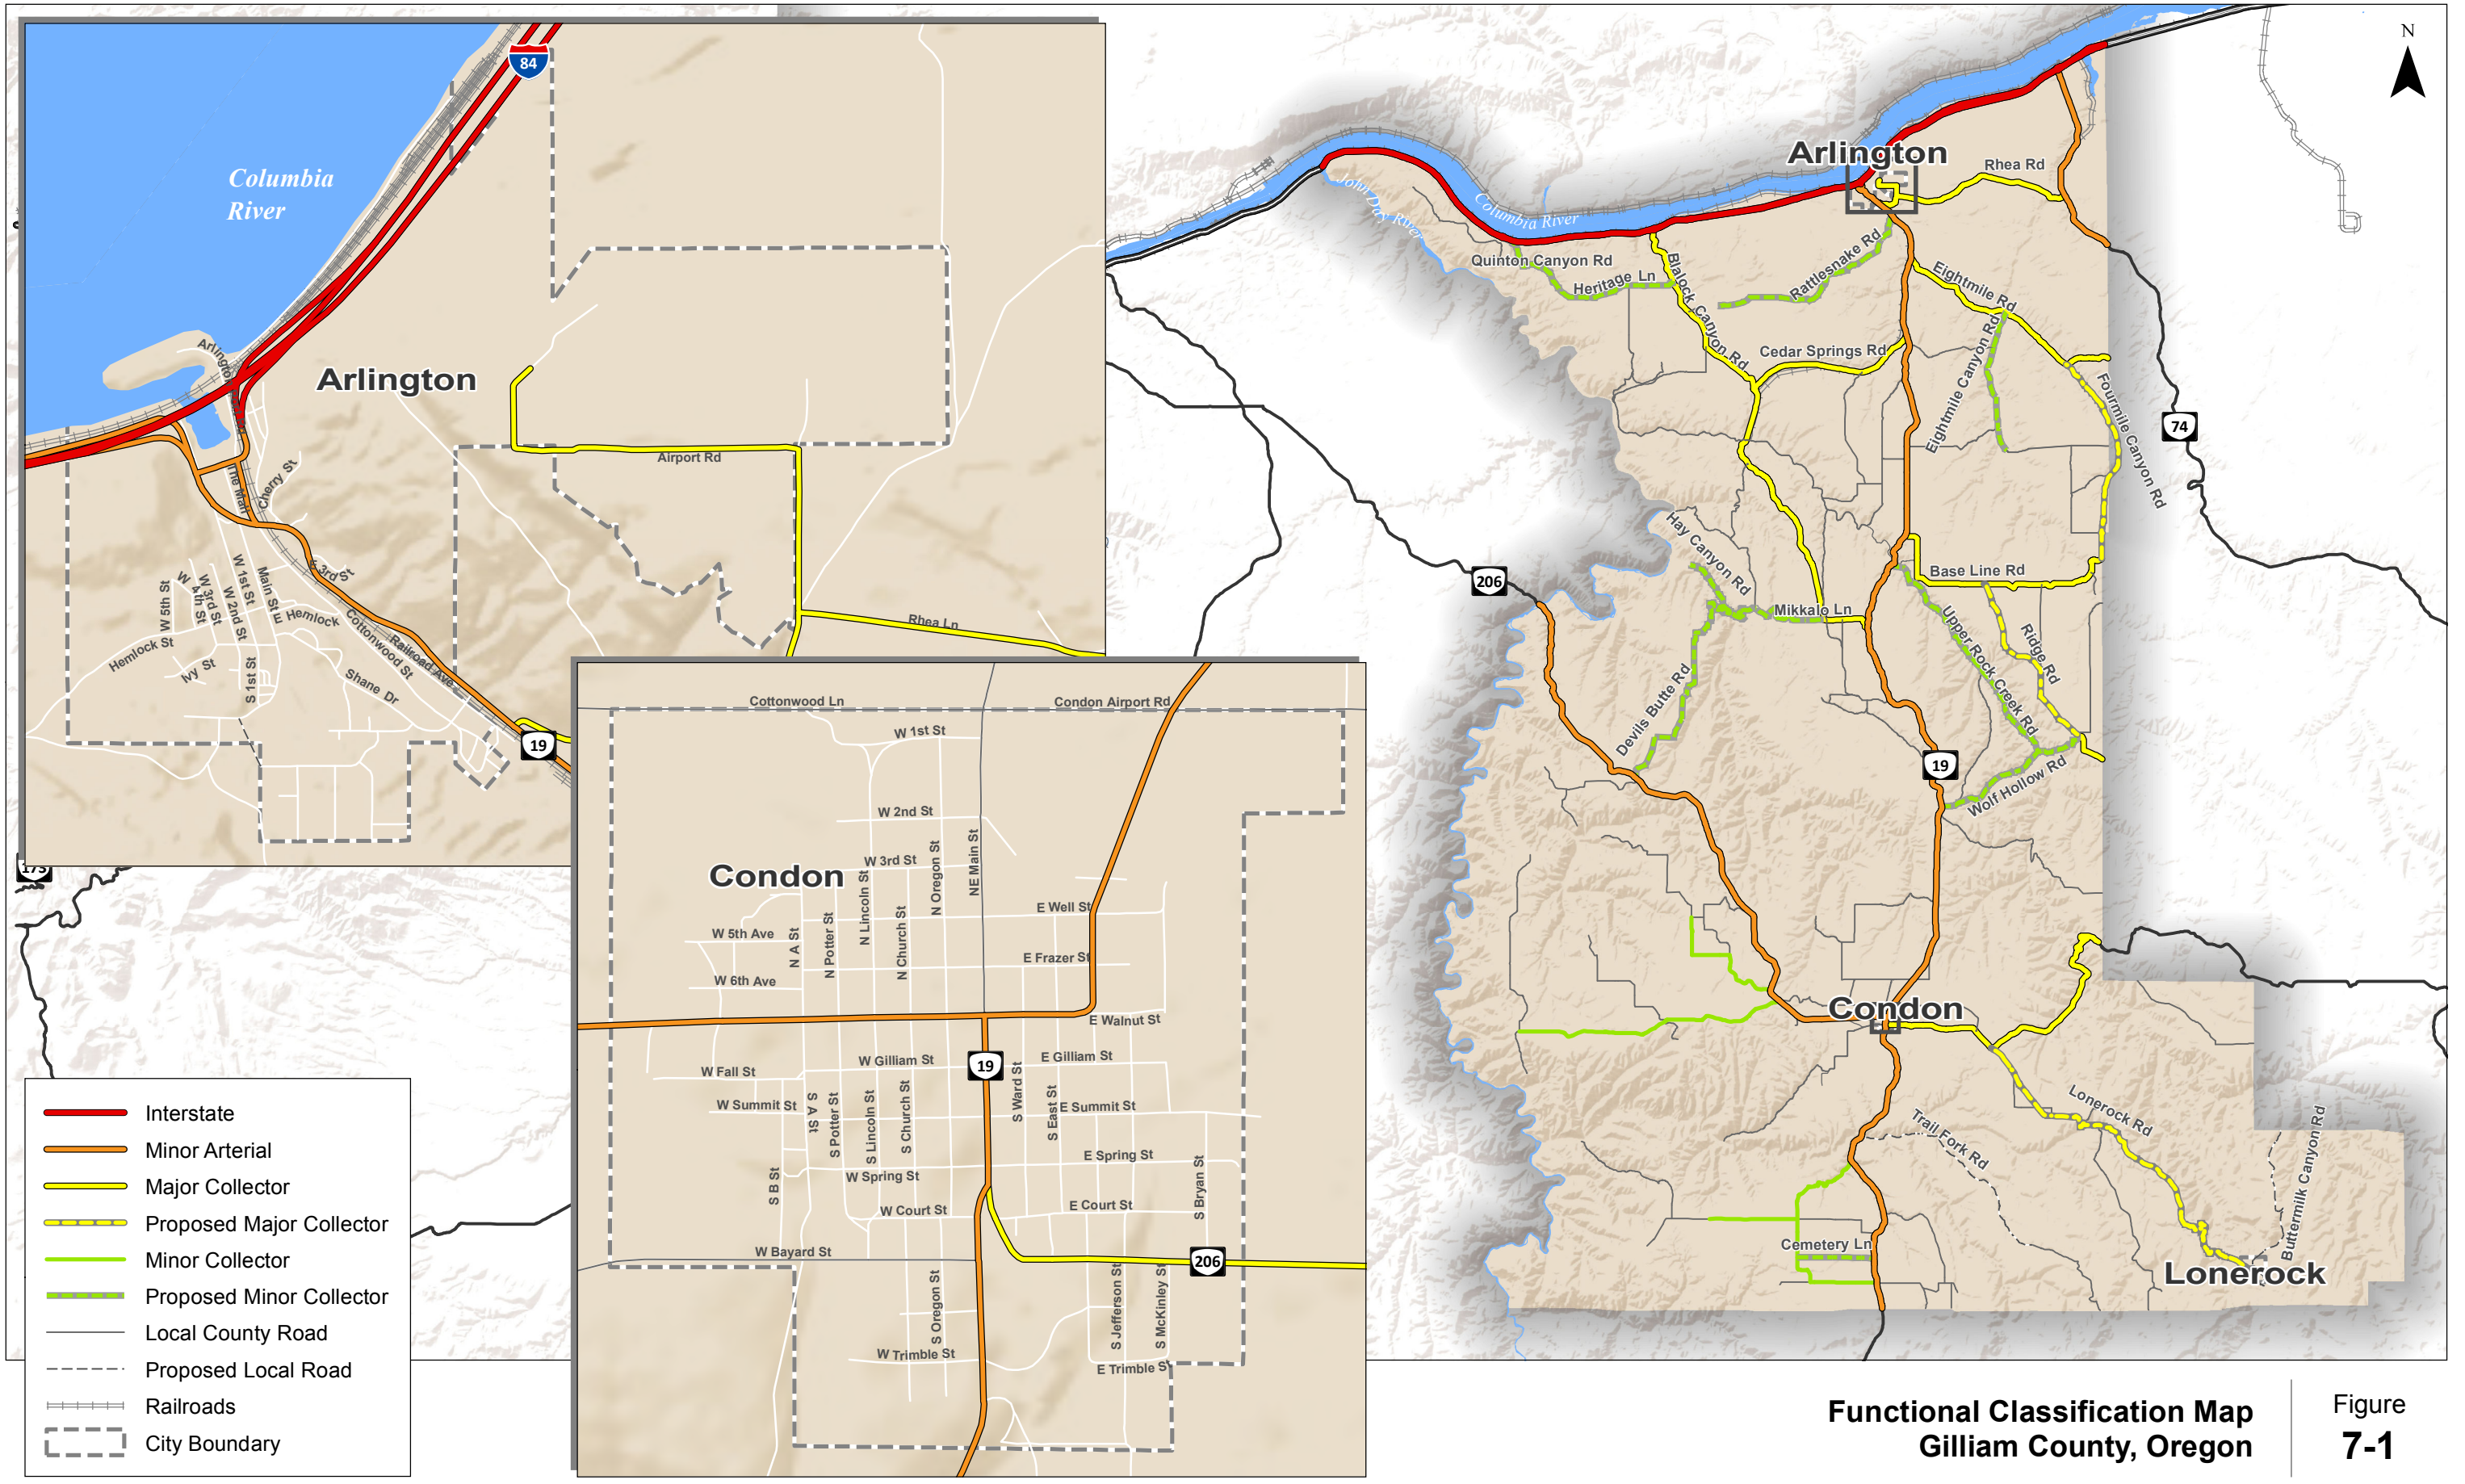 84
Columbia
River
Arlington
Arlington
Airport Rd
Rhea Ln
The Mall
Cherry St
E 3rd St
W 5th St
W 4th St
W 3rd St
W 2nd St
W 1st St
Main St
E Hemlock
Cottonwood St
Railroad Ave
Hemlock St
Ivy St
S 1st St
Shane Dr
19
Cottonwood Ln
Condon Airport Rd
W 1st St
W 2nd St
W 3rd St
Condon
N Lincoln St
N Oregon St
NE Main St
E Well St
W 5th Ave
N A St
N Potter St
N Church St
E Frazer St
W 6th Ave
E Walnut St
W Fall St
W Gilliam St
19
E Gilliam St
W Summit St
S A St
S Potter St
S Lincoln St
S Church St
S Ward St
S East St
E Summit St
S B St
W Spring St
E Spring St
S Bryan St
W Court St
E Court St
W Bayard St
206
S Oregon St
S Jefferson St
S McKinley St
W Trimble St
E Trimble St
Arlington
Rhea Rd
John Day River
Columbia River
Quinton Canyon Rd
Heritage Ln
Blalock Canyon Rd
Rattlesnake Rd
Eightmile Rd
Cedar Springs Rd
Eightmile Canyon Rd
Fourmile Canyon Rd
74
206
Hay Canyon Rd
Base Line Rd
Mikkalo Ln
Upper Rock Creek Rd
Ridge Rd
Devils Butte Rd
19
Wolf Hollow Rd
Condon
Lonerock Rd
Trail Fork Rd
Buttermilk Canyon Rd
Cemetery Ln
Lonerock
Interstate
Minor Arterial
Major Collector
Proposed Major Collector
Minor Collector
Proposed Minor Collector
Local County Road
Proposed Local Road
Railroads
City Boundary
N
Functional Classification Map
Gilliam County, Oregon
Figure
7-1